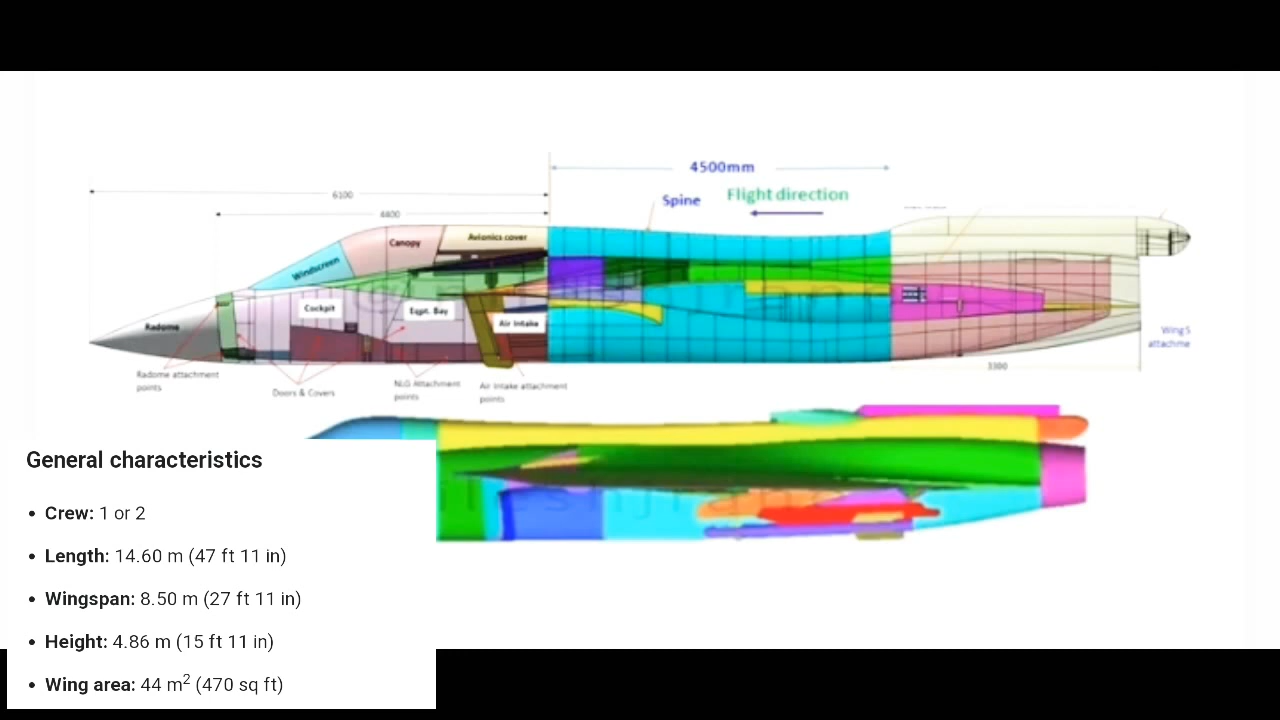 4500mm
6100
Spine
Flight direction
4400
Canopy
Avionics cover
Windscreen
Cockpit
Eqpt. Bay
Radome
Air Intake
Wing S
attachme
3300
Radome attachment
points
Doors & Covers
NLG Attachment
points
Air Intake attachment
points
General characteristics
• Crew: 1 or 2
• Length: 14.60 m (47 ft 11 in)
• Wingspan: 8.50 m (27 ft 11 in)
• Height: 4.86 m (15 ft 11 in)
• Wing area: 44 m² (470 sq ft)